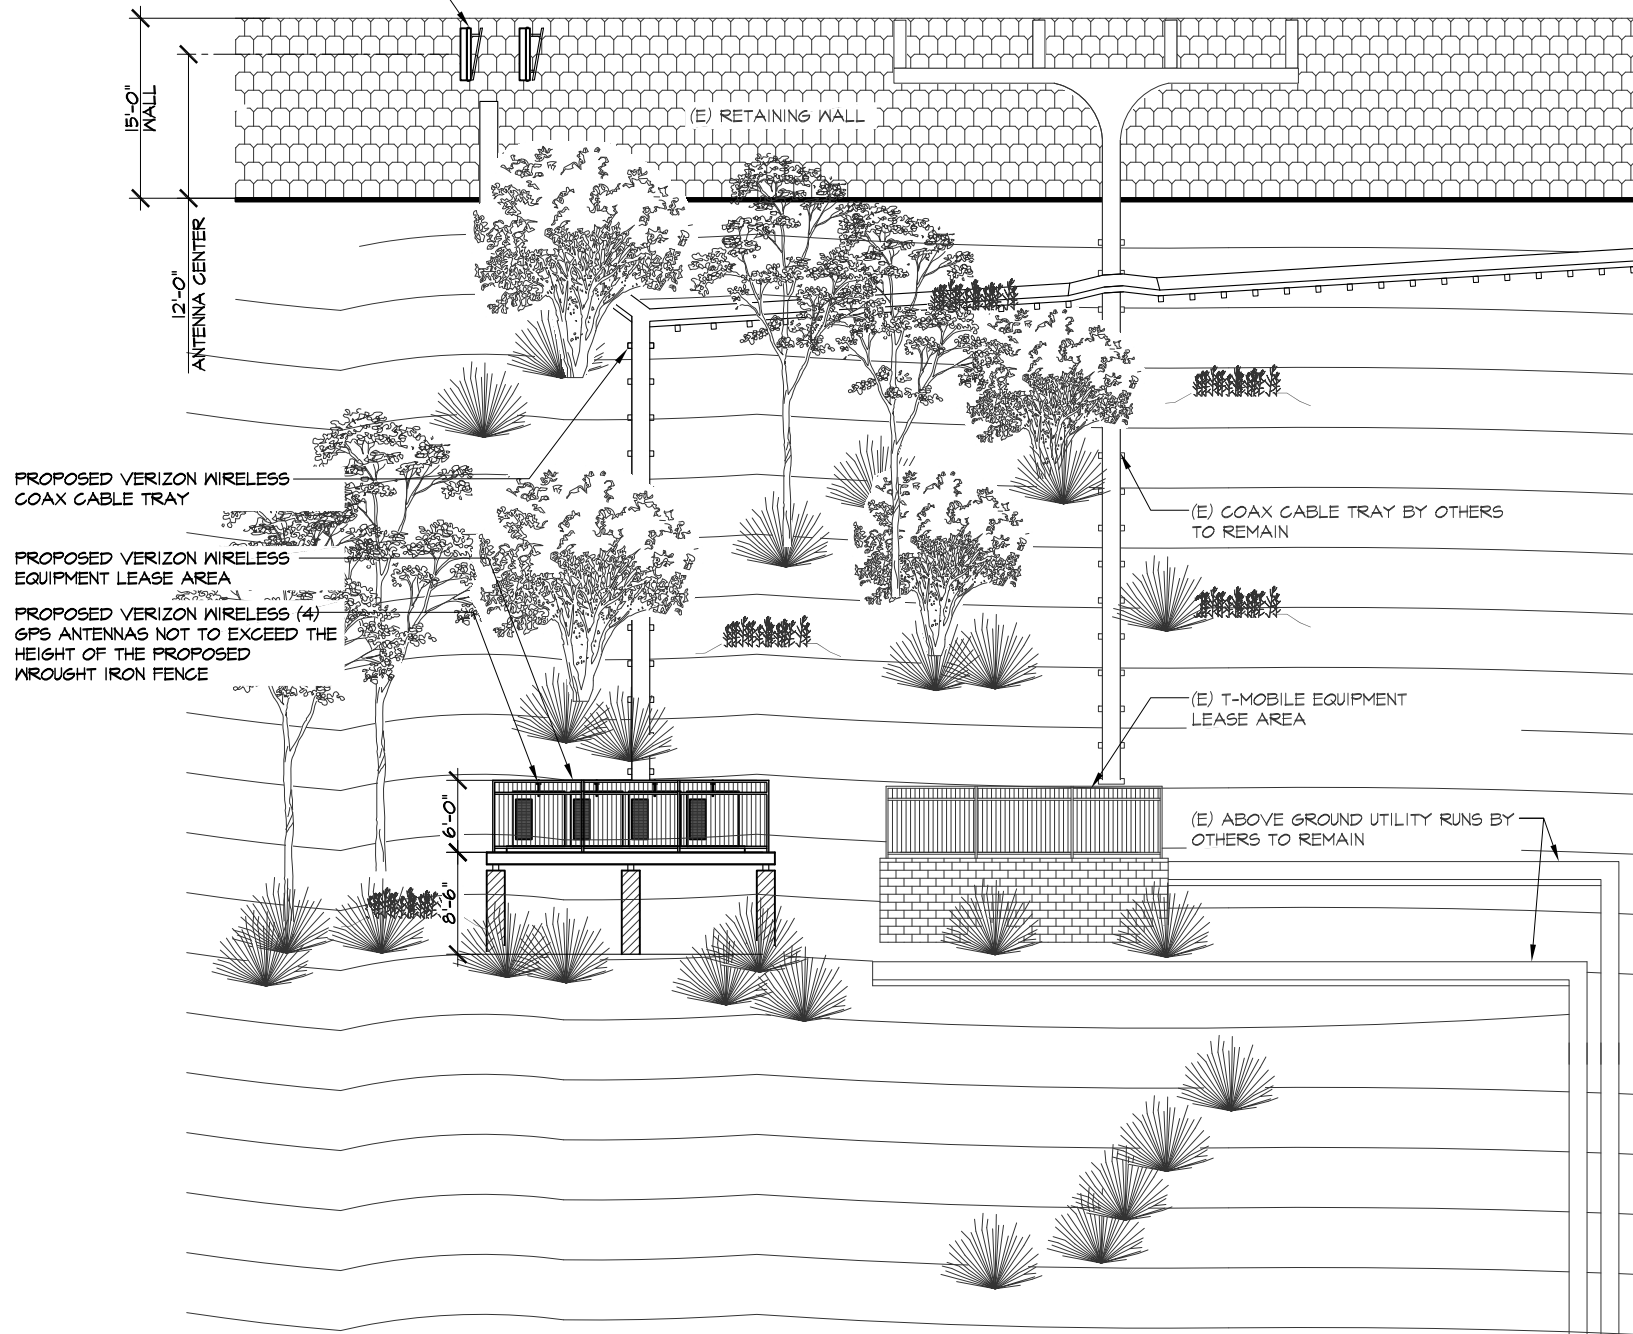 15'-0"
WALL
12'-0"
ANTENNA CENTER
(E) RETAINING WALL
PROPOSED VERIZON WIRELESS
COAX CABLE TRAY
PROPOSED VERIZON WIRELESS
EQUIPMENT LEASE AREA
PROPOSED VERIZON WIRELESS (4)
GPS ANTENNAS NOT TO EXCEED THE
HEIGHT OF THE PROPOSED
WROUGHT IRON FENCE
(E) COAX CABLE TRAY BY OTHERS
TO REMAIN
(E) T-MOBILE EQUIPMENT
LEASE AREA
6'-0"
8'-6"
(E) ABOVE GROUND UTILITY RUNS BY
OTHERS TO REMAIN